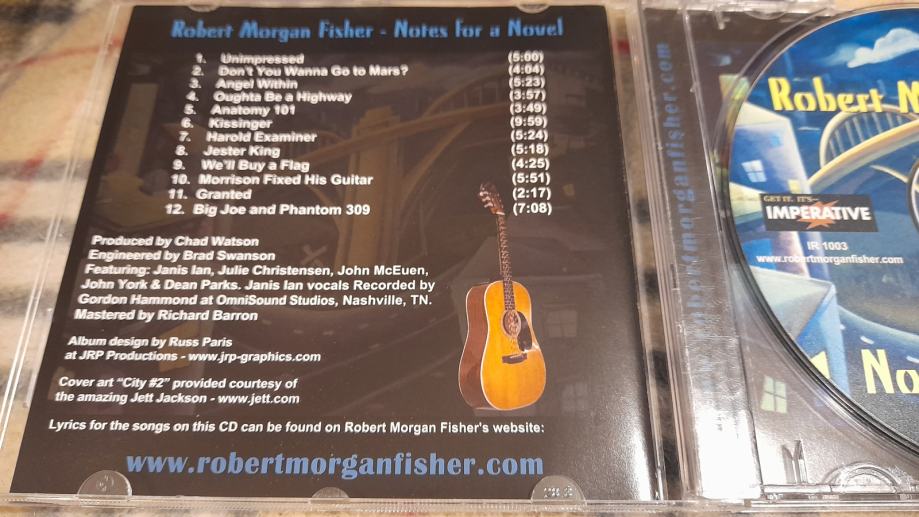 Robert Morgan Fisher - Notes for a Novel
1. Unimpressed (5:00)
2. Don't You Wanna Go to Mars? (4:04)
3. Angel Within (5:23)
4. Oughta Be a Highway (3:57)
5. Anatomy 101 (3:49)
6. Kissinger (9:59)
7. Harold Examiner (5:24)
8. Jester King (5:18)
9. We'll Buy a Flag (4:25)
10. Morrison Fixed His Guitar (5:51)
11. Granted (2:17)
12. Big Joe and Phantom 309 (7:08)
Produced by Chad Watson
Engineered by Brad Swanson
Featuring: Janis Ian, Julie Christensen, John McEuen,
John York & Dean Parks. Janis Ian vocals Recorded by
Gordon Hammond at OmniSound Studios, Nashville, TN.
Mastered by Richard Barron
Album design by Russ Paris
at JRP Productions - www.jrp-graphics.com
Cover art “City #2” provided courtesy of
the amazing Jett Jackson - www.jett.com
Lyrics for the songs on this CD can be found on Robert Morgan Fisher's website:
www.robertmorganfisher.com
robertmorganfisher.com
Robert M
GET IT. IT'S
IMPERATIVE
IR 1003
www.robertmorganfisher.com
No